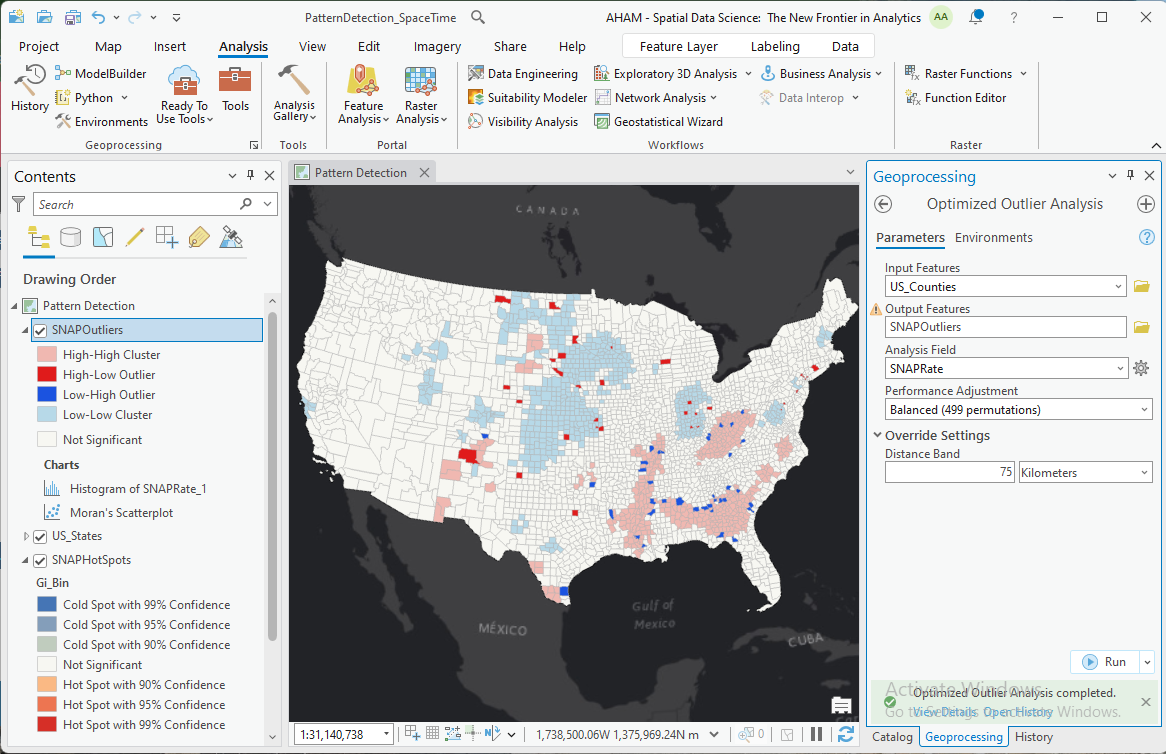 PatternDetection_SpaceTime
AHAM - Spatial Data Science: The New Frontier in Analytics
AA
?
Project Map Insert Analysis View Edit Imagery Share Help Feature Layer Labeling Data
History
ModelBuilder
Python
Environments
Ready To
Use Tools
Tools
Geoprocessing
Analysis
Gallery
Tools
Feature
Analysis
Raster
Analysis
Portal
Data Engineering
Suitability Modeler
Visibility Analysis
Exploratory 3D Analysis
Network Analysis
Geostatistical Wizard
Business Analysis
Data Interop
Workflows
Raster Functions
Function Editor
Raster
Contents
Search
Drawing Order
Pattern Detection
SNAPOutliers
High-High Cluster
High-Low Outlier
Low-High Outlier
Low-Low Cluster
Not Significant
Charts
Histogram of SNAPRate_1
Moran's Scatterplot
US_States
SNAPHotSpots
Gi_Bin
Cold Spot with 99% Confidence
Cold Spot with 95% Confidence
Cold Spot with 90% Confidence
Not Significant
Hot Spot with 90% Confidence
Hot Spot with 95% Confidence
Hot Spot with 99% Confidence
Pattern Detection
CANADA
Gulf of
Mexico
MÉXICO
CUBA
1:31,140,738
1,738,500.06W 1,375,969.24N m
0
Geoprocessing
Optimized Outlier Analysis
Parameters Environments
?
Input Features
US_Counties
Output Features
SNAPOutliers
Analysis Field
SNAPRate
Performance Adjustment
Balanced (499 permutations)
Override Settings
Distance Band
75 Kilometers
Run
Activate Windows
Optimized Outlier Analysis completed.
Go to Settings to activate Windows.
View Details Open History
Catalog Geoprocessing History